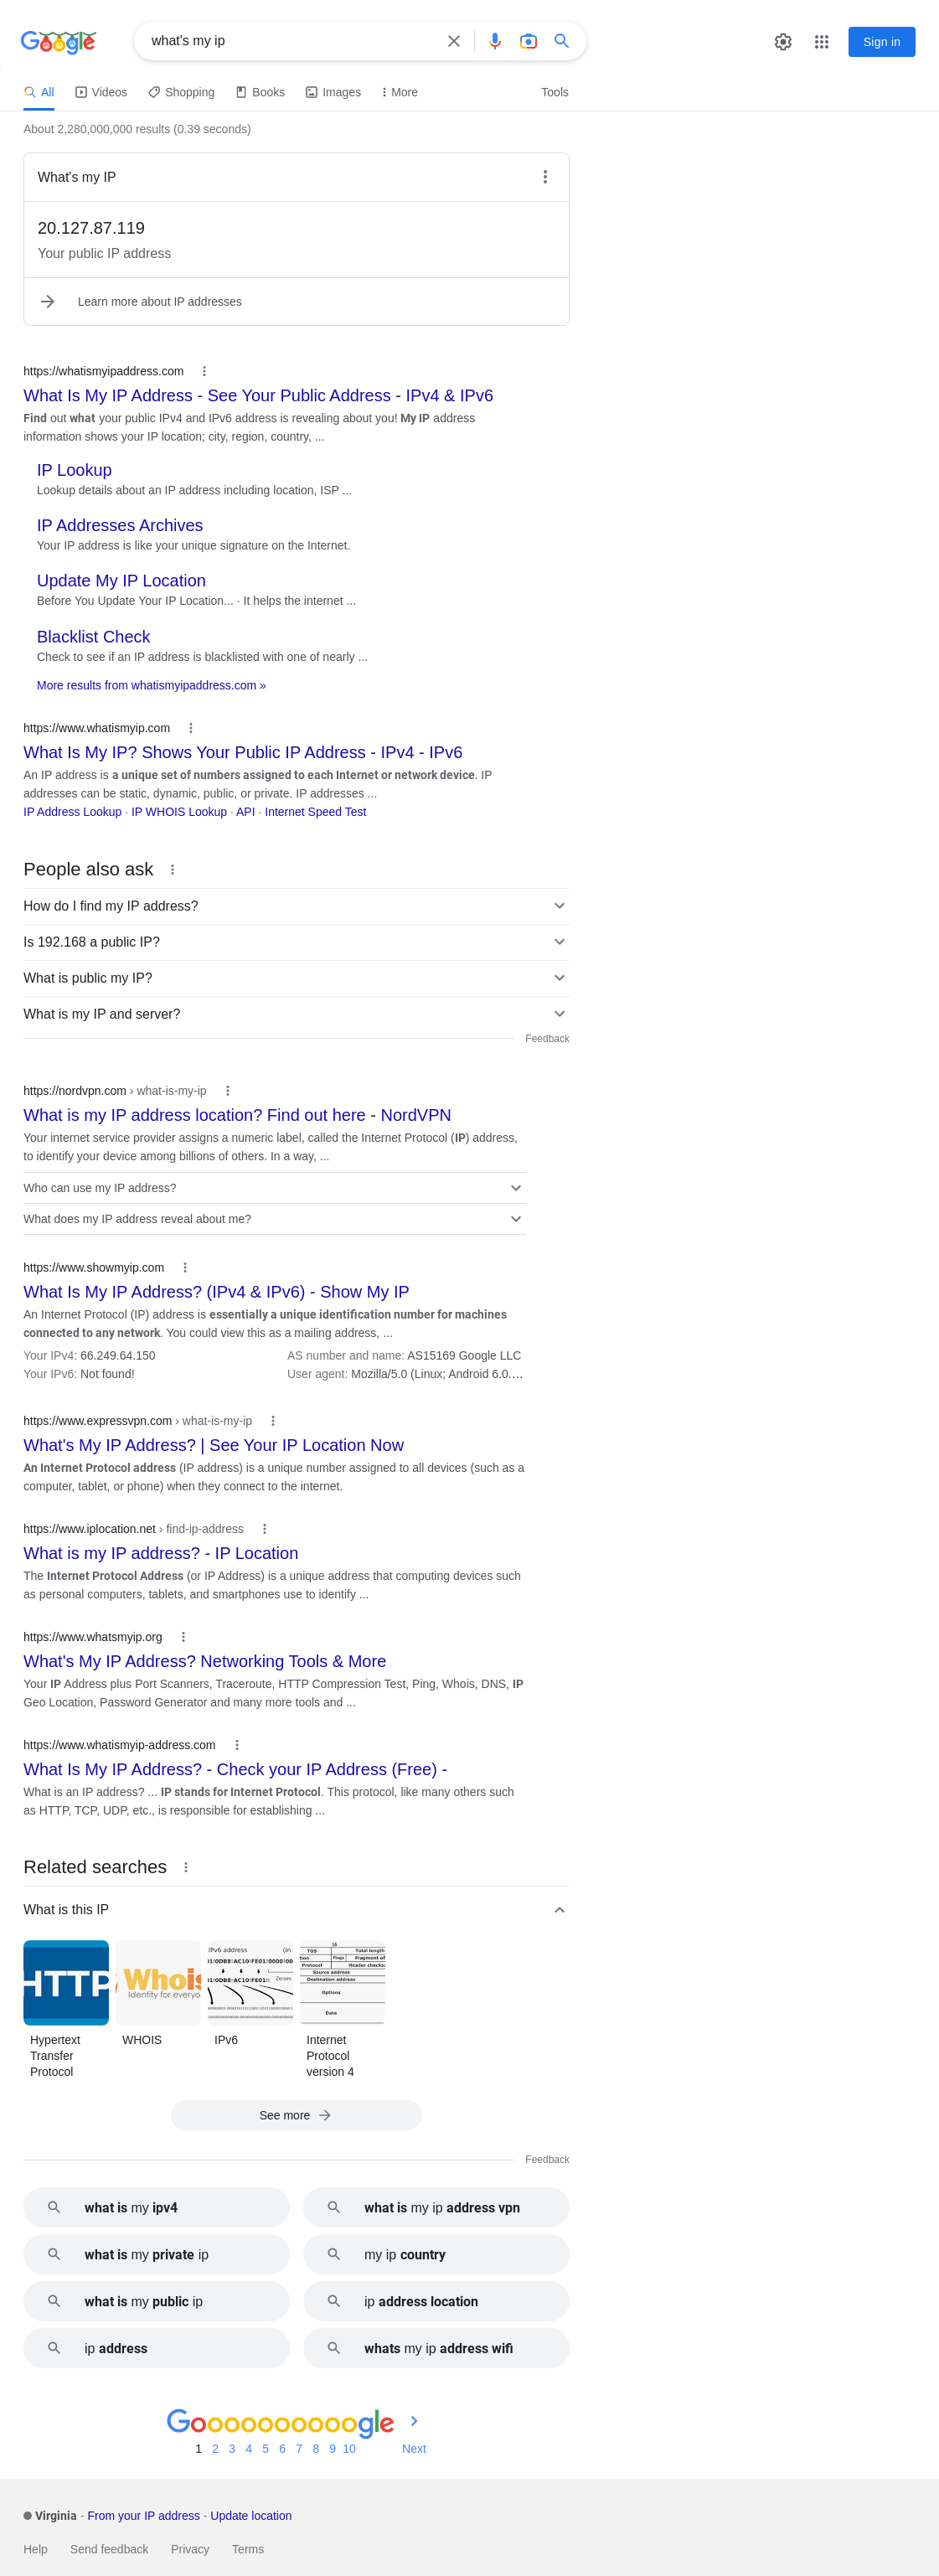 Google
what's my ip
Sign in
All
Videos
Shopping
Books
Images
More
Tools
About 2,280,000,000 results (0.39 seconds)
What's my IP
20.127.87.119
Your public IP address
Learn more about IP addresses
https://whatismyipaddress.com
What Is My IP Address - See Your Public Address - IPv4 & IPv6
Find out what your public IPv4 and IPv6 address is revealing about you! My IP address
information shows your IP location; city, region, country, ...
IP Lookup
Lookup details about an IP address including location, ISP ...
IP Addresses Archives
Your IP address is like your unique signature on the Internet.
Update My IP Location
Before You Update Your IP Location... · It helps the internet ...
Blacklist Check
Check to see if an IP address is blacklisted with one of nearly ...
More results from whatismyipaddress.com »
https://www.whatismyip.com
What Is My IP? Shows Your Public IP Address - IPv4 - IPv6
An IP address is a unique set of numbers assigned to each Internet or network device. IP
addresses can be static, dynamic, public, or private. IP addresses ...
IP Address Lookup · IP WHOIS Lookup · API · Internet Speed Test
People also ask
How do I find my IP address?
Is 192.168 a public IP?
What is public my IP?
What is my IP and server?
Feedback
https://nordvpn.com › what-is-my-ip
What is my IP address location? Find out here - NordVPN
Your internet service provider assigns a numeric label, called the Internet Protocol (IP) address,
to identify your device among billions of others. In a way, ...
Who can use my IP address?
What does my IP address reveal about me?
https://www.showmyip.com
What Is My IP Address? (IPv4 & IPv6) - Show My IP
An Internet Protocol (IP) address is essentially a unique identification number for machines
connected to any network. You could view this as a mailing address, ...
Your IPv4: 66.249.64.150
AS number and name: AS15169 Google LLC
Your IPv6: Not found!
User agent: Mozilla/5.0 (Linux; Android 6.0....
https://www.expressvpn.com › what-is-my-ip
What's My IP Address? | See Your IP Location Now
An Internet Protocol address (IP address) is a unique number assigned to all devices (such as a
computer, tablet, or phone) when they connect to the internet.
https://www.iplocation.net › find-ip-address
What is my IP address? - IP Location
The Internet Protocol Address (or IP Address) is a unique address that computing devices such
as personal computers, tablets, and smartphones use to identify ...
https://www.whatsmyip.org
What's My IP Address? Networking Tools & More
Your IP Address plus Port Scanners, Traceroute, HTTP Compression Test, Ping, Whois, DNS, IP
Geo Location, Password Generator and many more tools and ...
https://www.whatismyip-address.com
What Is My IP Address? - Check your IP Address (Free) -
What is an IP address? ... IP stands for Internet Protocol. This protocol, like many others such
as HTTP, TCP, UDP, etc., is responsible for establishing ...
Related searches
What is this IP
HTTP
Whois
Identity for everyo
IPv6 address (in
Zeroes
16
TOS Total length
Flags Fragment of
Protocol Header checksu
Source address
Destination address
Options
Data
Hypertext
Transfer
Protocol
WHOIS
IPv6
Internet
Protocol
version 4
See more
Feedback
what is my ipv4
what is my ip address vpn
what is my private ip
my ip country
what is my public ip
ip address location
ip address
whats my ip address wifi
Goooooooooogle
1 2 3 4 5 6 7 8 9 10 Next
Virginia - From your IP address - Update location
Help Send feedback Privacy Terms